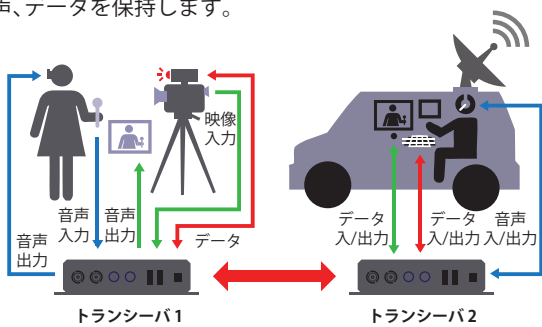 声、データを保持します。
映像
入力
音声
入力
音声
出力
音声
出力
データ
データ
入/出力
データ
入/出力
音声
入/出力
トランシーバ 1
トランシーバ 2